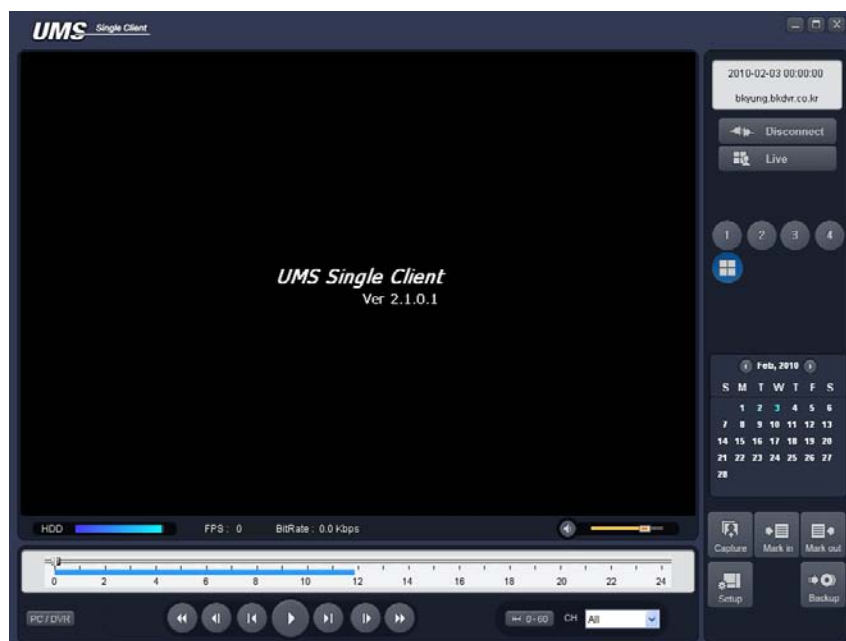 UMS Single Client
2010-02-03 00:00:00
bkyung.bkdvr.co.kr
Disconnect
Live
1 2 3 4
UMS Single Client
Ver 2.1.0.1
Feb, 2010
S M T W T F S
1 2 3 4 5 6
7 8 9 10 11 12 13
14 15 16 17 18 19 20
21 22 23 24 25 26 27
28
HDD FPS : 0 BitRate : 0.0 Kbps
Capture Mark in Mark out
0 2 4 6 8 10 12 14 16 18 20 22 24
Setup Backup
PC / DVR 0-60 CH All